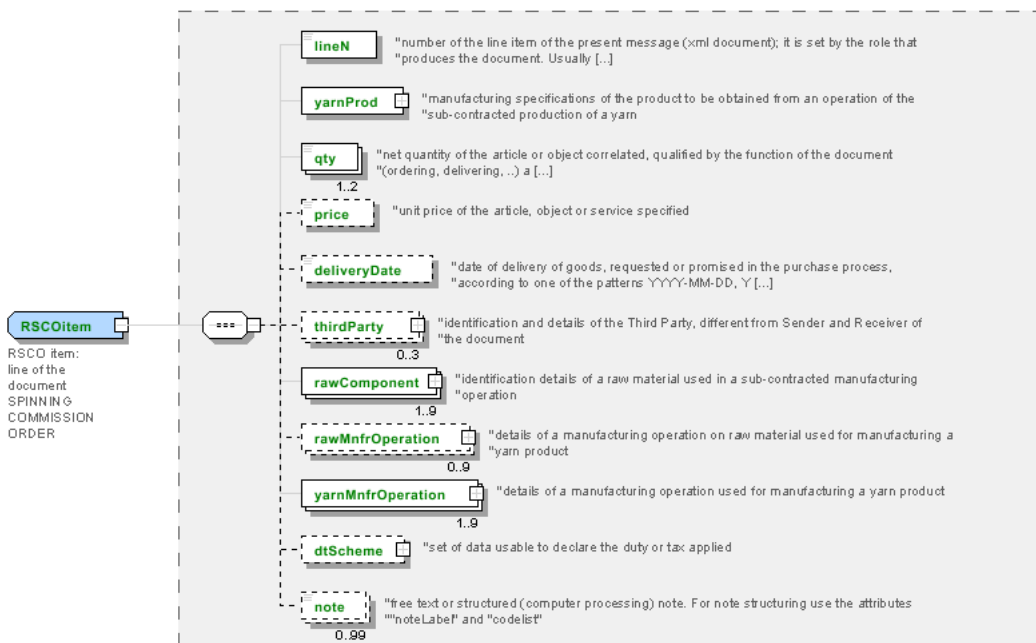 lineN
"number of the line item of the present message (xml document); it is set by the role that
"produces the document. Usually [...]
yarnProd
"manufacturing specifications of the product to be obtained from an operation of the
"sub-contracted production of a yarn
qty
"net quantity of the article or object correlated, qualified by the function of the document
"(ordering, delivering, ..) a [...]
1..2
price
"unit price of the article, object or service specified
deliveryDate
"date of delivery of goods, requested or promised in the purchase process,
"according to one of the patterns YYYY-MM-DD, Y [...]
RSCOitem
RSCO item:
line of the
document
SPINNING
COMMISSION
ORDER
thirdParty
"identification and details of the Third Party, different from Sender and Receiver of
"the document
0..3
rawComponent
"identification details of a raw material used in a sub-contracted manufacturing
"operation
1..9
rawMnfrOperation
"details of a manufacturing operation on raw material used for manufacturing a
"yarn product
0..9
yarnMnfrOperation
"details of a manufacturing operation used for manufacturing a yarn product
1..9
dtScheme
"set of data usable to declare the duty or tax applied
note
"free text or structured (computer processing) note. For note structuring use the attributes
""noteLabel" and "codelist"
0..99